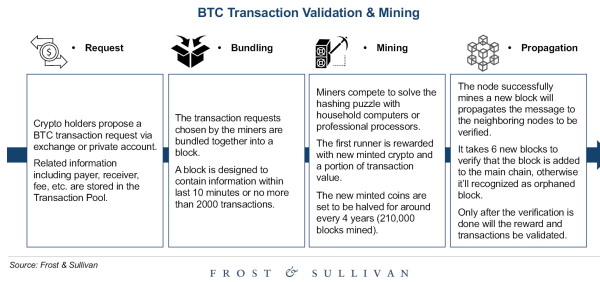 BTC Transaction Validation & Mining
• Request
• Bundling
• Mining
• Propagation
Crypto holders propose a
BTC transaction request via
exchange or private account.
Related information
including payer, receiver,
fee, etc. are stored in the
Transaction Pool.
The transaction requests
chosen by the miners are
bundled together into a
block.
A block is designed to
contain information within
last 10 minutes or no more
than 2000 transactions.
Miners compete to solve the
hashing puzzle with
household computers or
professional processors.
The first runner is rewarded
with new minted crypto and
a portion of transaction
value.
The new minted coins are
set to be halved for around
every 4 years (210,000
blocks mined).
The node successfully
mines a new block will
propagates the message to
the neighboring nodes to be
verified.
It takes 6 new blocks to
verify that the block is added
to the main chain, otherwise
it'll recognized as orphaned
block.
Only after the verification is
done will the reward and
transactions be validated.
Source: Frost & Sullivan
FROST & SULLIVAN